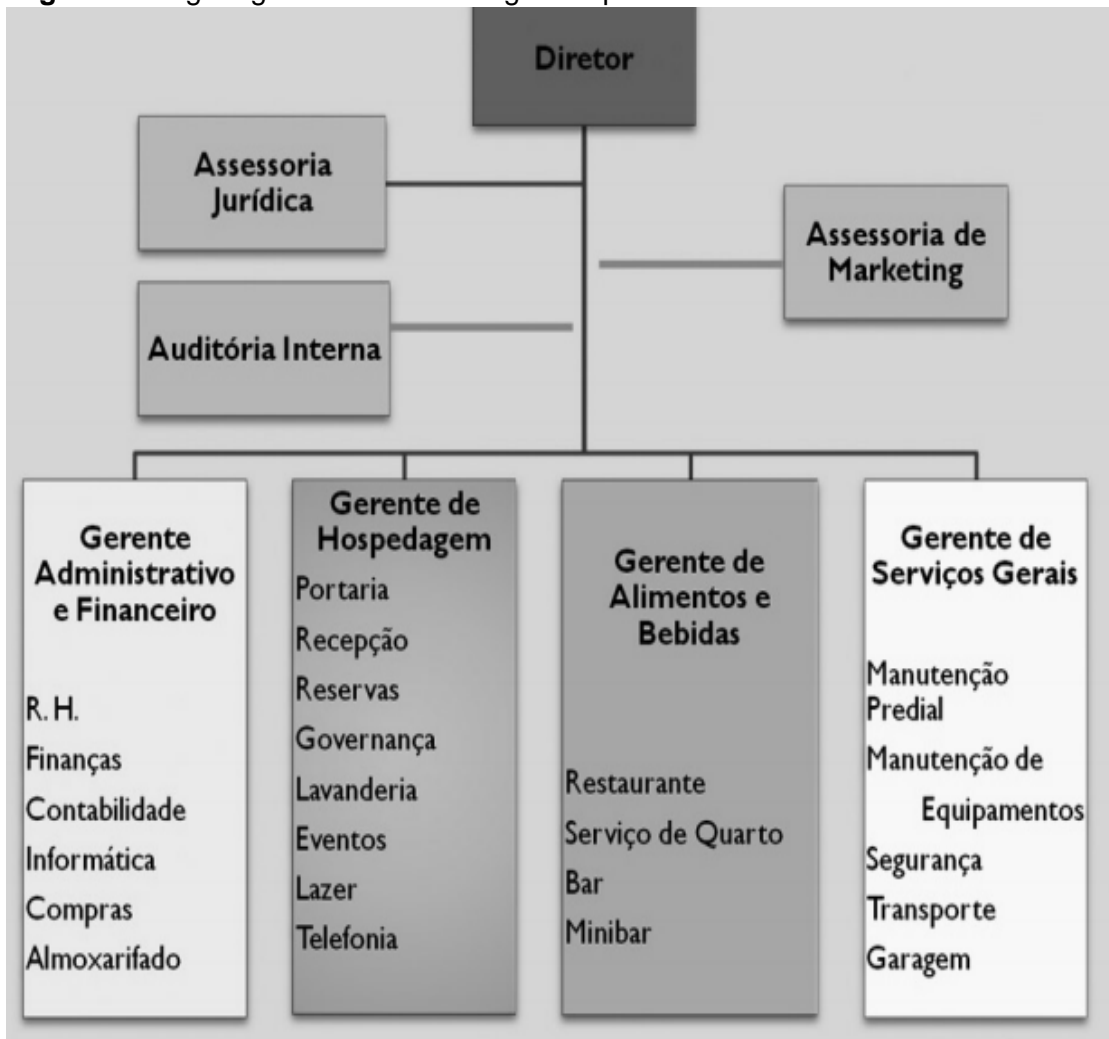 Diretor
Assessoria
Jurídica
Assessoria de
Marketing
Auditória Interna
Gerente
Administrativo
e Financeiro
R. H.
Finanças
Contabilidade
Informática
Compras
Almoxarifado
Gerente de
Hospedagem
Portaria
Recepção
Reservas
Governança
Lavanderia
Eventos
Lazer
Telefonia
Gerente de
Alimentos e
Bebidas
Restaurante
Serviço de Quarto
Bar
Minibar
Gerente de
Serviços Gerais
Manutenção
Predial
Manutenção de
Equipamentos
Segurança
Transporte
Garagem